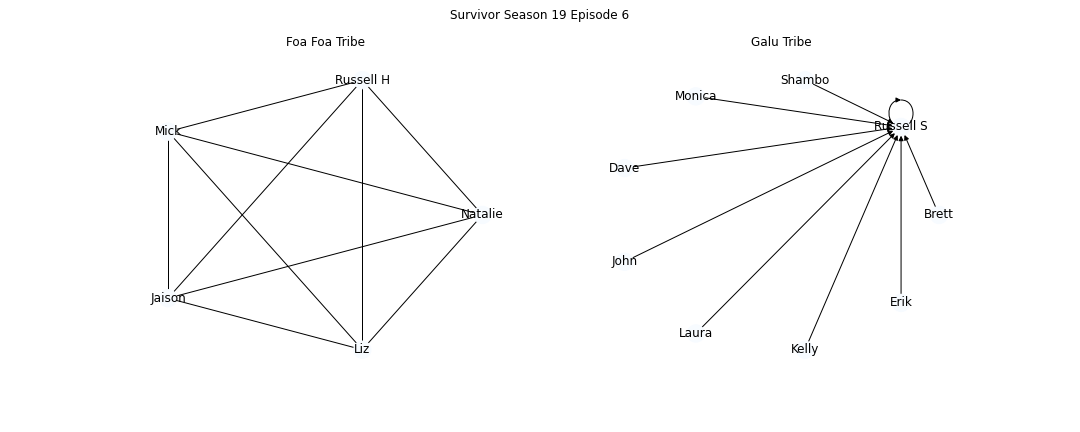 Survivor Season 19 Episode 6
Foa Foa Tribe
Russell H
Mick
Natalie
Jaison
Liz
Galu Tribe
Shambo
Monica
Russell S
Dave
Brett
John
Erik
Laura
Kelly